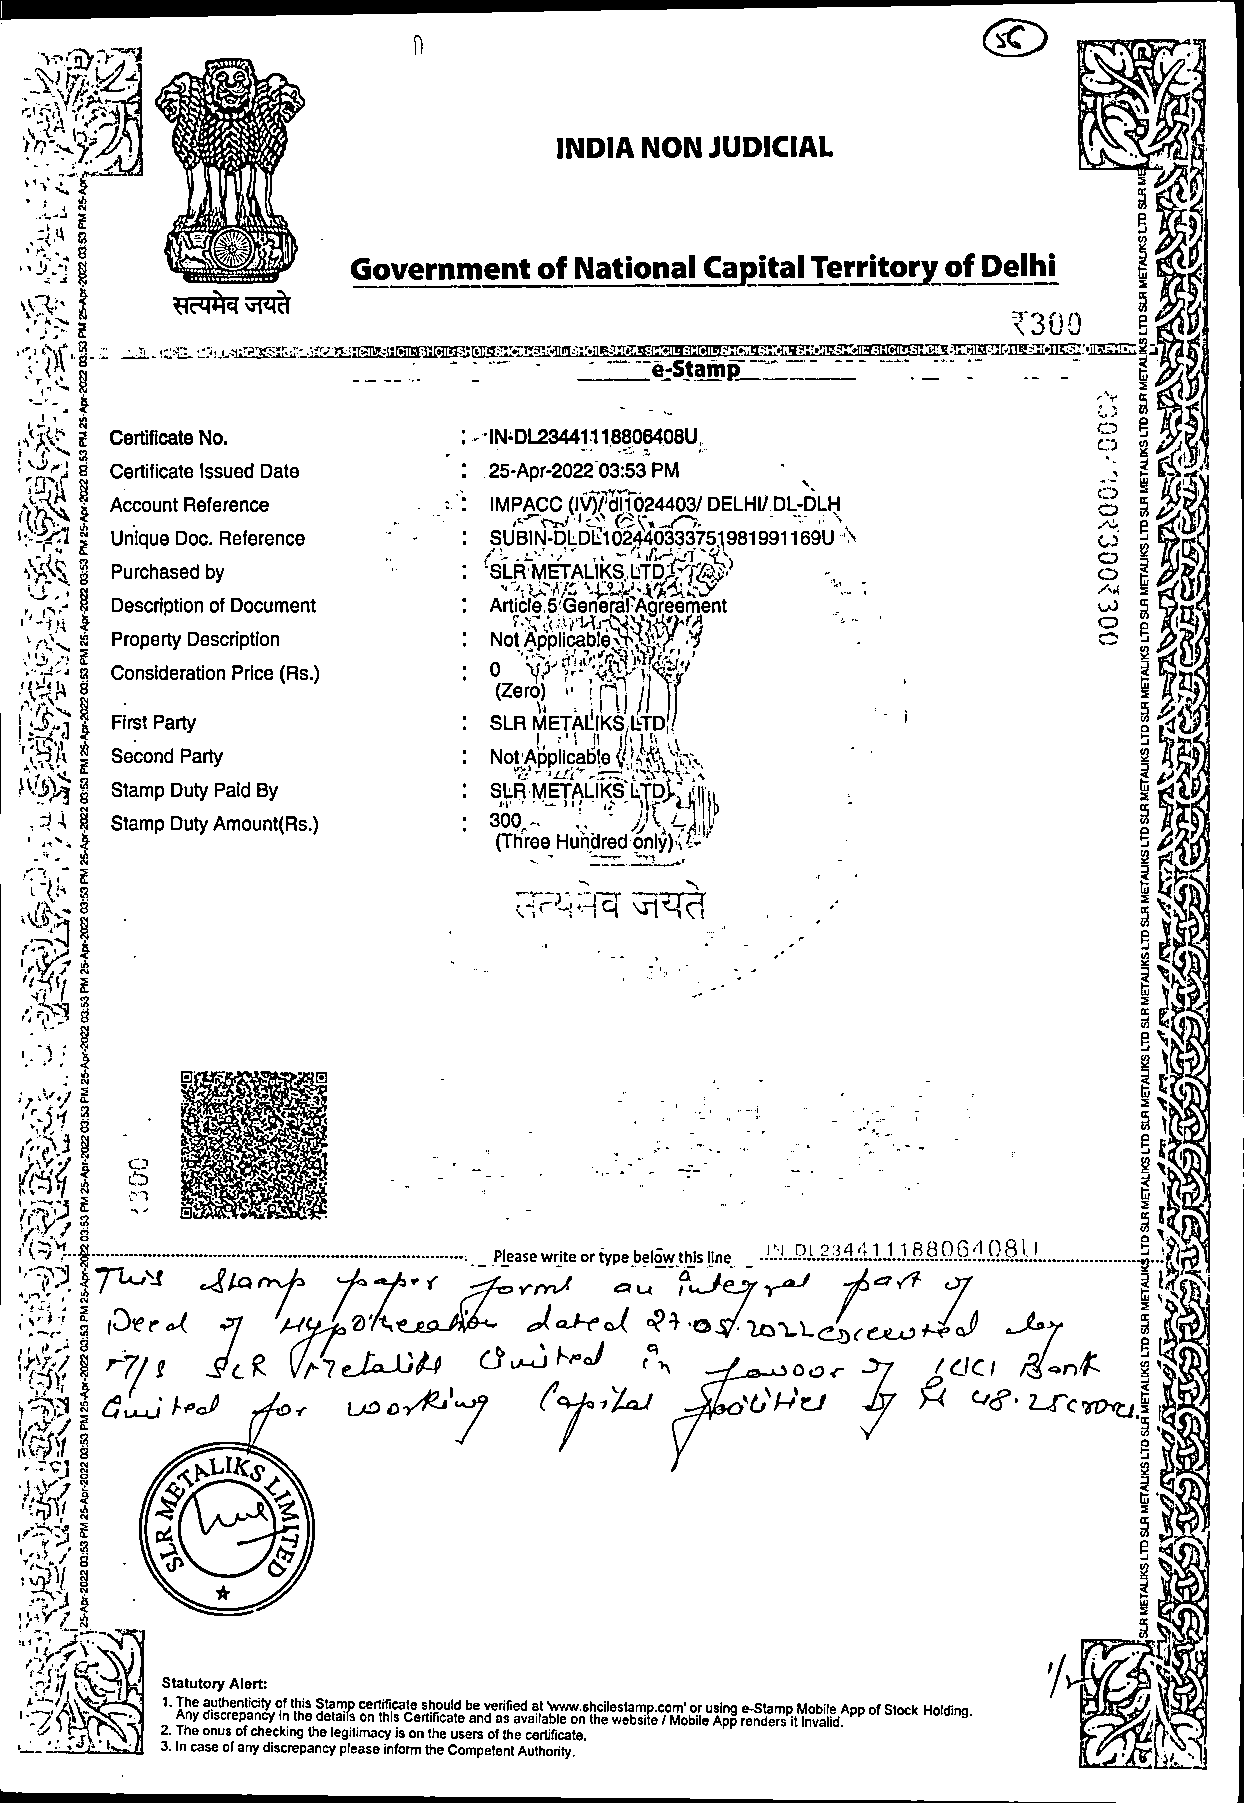 56
INDIA NON JUDICIAL
Government of National Capital Territory of Delhi
सत्यमेव जयते
₹300
e-Stamp
Certificate No. : IN-DL23441118806408U
Certificate Issued Date : 25-Apr-2022 03:53 PM
Account Reference : IMPACC (IV)/ dl1024403/ DELHI/ DL-DLH
Unique Doc. Reference : SUBIN-DLDL102440333751981991169U
Purchased by : SLR METALIKS LTD
Description of Document : Article 5 General Agreement
Property Description : Not Applicable
Consideration Price (Rs.) : 0
(Zero)
First Party : SLR METALIKS LTD
Second Party : Not Applicable
Stamp Duty Paid By : SLR METALIKS LTD
Stamp Duty Amount(Rs.) : 300
(Three Hundred only)
सत्यमेव जयते
Please write or type below this line IN-DL23441118806408U
This stamp paper forms an integral part of
Deed of Hypothecation dated 27.05.2022 executed by
M/s SLR Metaliks Limited in favour of ICICI Bank
Limited for working capital facilities of Rs 48.25 crores.
SLR METALIKS LIMITED
1/2
Statutory Alert:
1. The authenticity of this Stamp certificate should be verified at 'www.shcilestamp.com' or using e-Stamp Mobile App of Stock Holding.
Any discrepancy in the details on this Certificate and as available on the website / Mobile App renders it invalid.
2. The onus of checking the legitimacy is on the users of the certificate.
3. In case of any discrepancy please inform the Competent Authority.